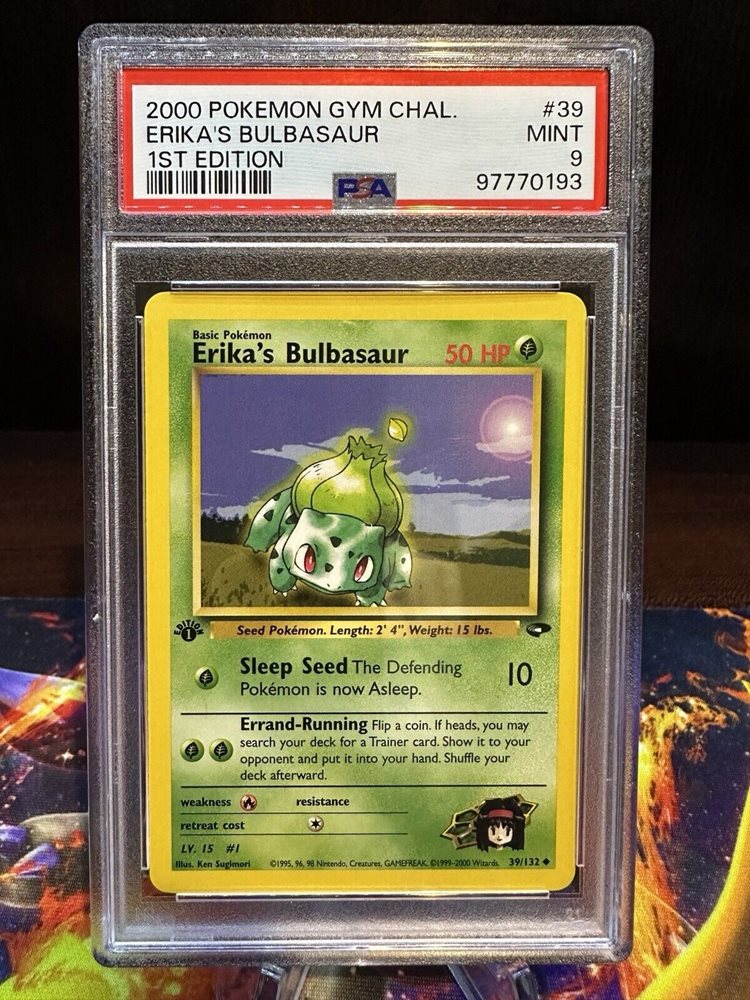 2000 POKEMON GYM CHAL. #39
ERIKA'S BULBASAUR MINT
1ST EDITION 9
PSA 97770193
Basic Pokémon
Erika's Bulbasaur 50 HP
EDITION 1
Seed Pokémon. Length: 2' 4", Weight: 15 lbs.
Sleep Seed The Defending 10
Pokémon is now Asleep.
Errand-Running Flip a coin. If heads, you may
search your deck for a Trainer card. Show it to your
opponent and put it into your hand. Shuffle your
deck afterward.
weakness resistance
retreat cost
LV. 15 #1
Illus. Ken Sugimori ©1995, 96, 98 Nintendo, Creatures, GAMEFREAK. ©1999-2000 Wizards. 39/132